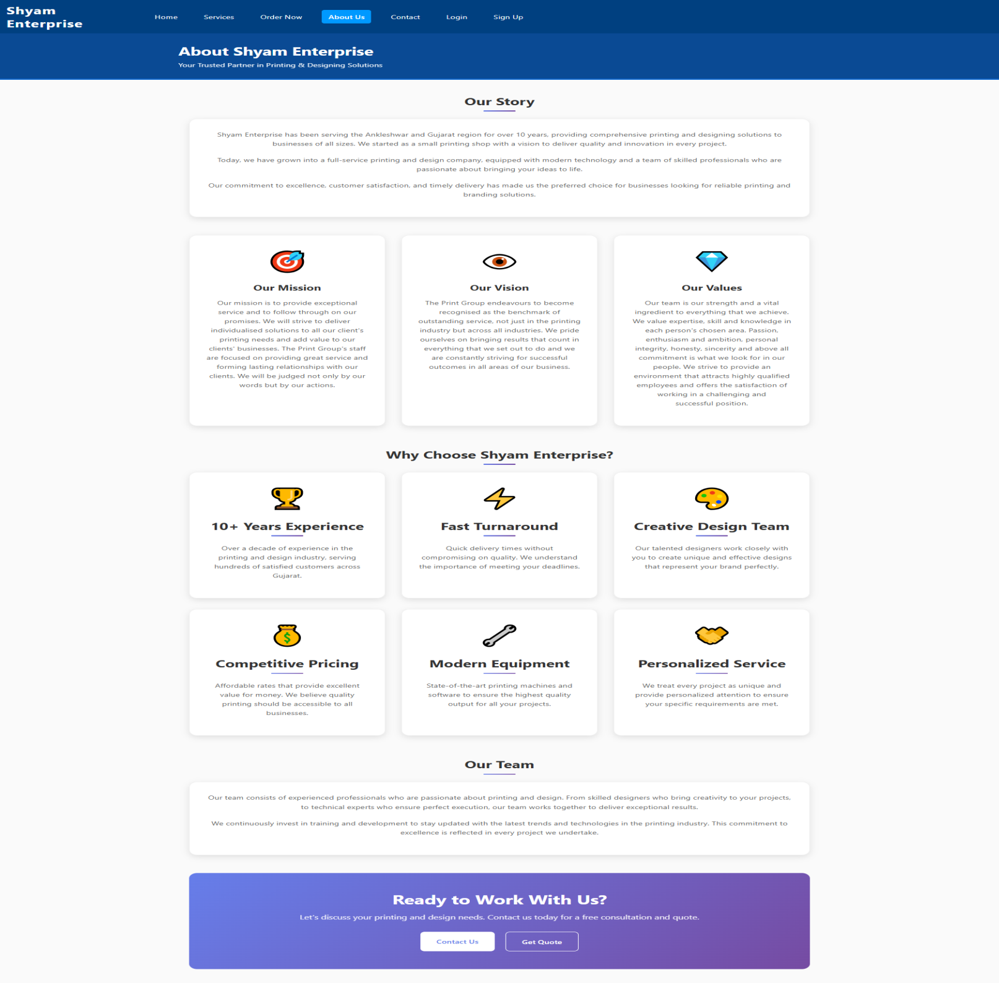 Shyam
Enterprise
Home
Services
Order Now
About Us
Contact
Login
Sign Up
About Shyam Enterprise
Your Trusted Partner in Printing & Designing Solutions
Our Story
Shyam Enterprise has been serving the Ankleshwar and Gujarat region for over 10 years, providing comprehensive printing and designing solutions to
businesses of all sizes. We started as a small printing shop with a vision to deliver quality and innovation in every project.
Today, we have grown into a full-service printing and design company, equipped with modern technology and a team of skilled professionals who are
passionate about bringing your ideas to life.
Our commitment to excellence, customer satisfaction, and timely delivery has made us the preferred choice for businesses looking for reliable printing and
branding solutions.
Our Mission
Our mission is to provide exceptional
service and to follow through on our
promises. We will strive to deliver
individualised solutions to all our client's
printing needs and add value to our
clients' businesses. The Print Group's staff
are focused on providing great service and
forming lasting relationships with our
clients. We will be judged not only by our
words but by our actions.
Our Vision
The Print Group endeavours to become
recognised as the benchmark of
outstanding service, not just in the printing
industry but across all industries. We pride
ourselves on bringing results that count in
everything that we set out to do and we
are constantly striving for successful
outcomes in all areas of our business.
Our Values
Our team is our strength and a vital
ingredient to everything that we achieve.
We value expertise, skill and knowledge in
each person's chosen area. Passion,
enthusiasm and ambition, personal
integrity, honesty, sincerity and above all
commitment is what we look for in our
people. We strive to provide an
environment that attracts highly qualified
employees and offers the satisfaction of
working in a challenging and
successful position.
Why Choose Shyam Enterprise?
10+ Years Experience
Over a decade of experience in the
printing and design industry, serving
hundreds of satisfied customers across
Gujarat.
Fast Turnaround
Quick delivery times without
compromising on quality. We understand
the importance of meeting your deadlines.
Creative Design Team
Our talented designers work closely with
you to create unique and effective designs
that represent your brand perfectly.
Competitive Pricing
Affordable rates that provide excellent
value for money. We believe quality
printing should be accessible to all
businesses.
Modern Equipment
State-of-the-art printing machines and
software to ensure the highest quality
output for all your projects.
Personalized Service
We treat every project as unique and
provide personalized attention to ensure
your specific requirements are met.
Our Team
Our team consists of experienced professionals who are passionate about printing and design. From skilled designers who bring creativity to your projects,
to technical experts who ensure perfect execution, our team works together to deliver exceptional results.
We continuously invest in training and development to stay updated with the latest trends and technologies in the printing industry. This commitment to
excellence is reflected in every project we undertake.
Ready to Work With Us?
Let's discuss your printing and design needs. Contact us today for a free consultation and quote.
Contact Us
Get Quote